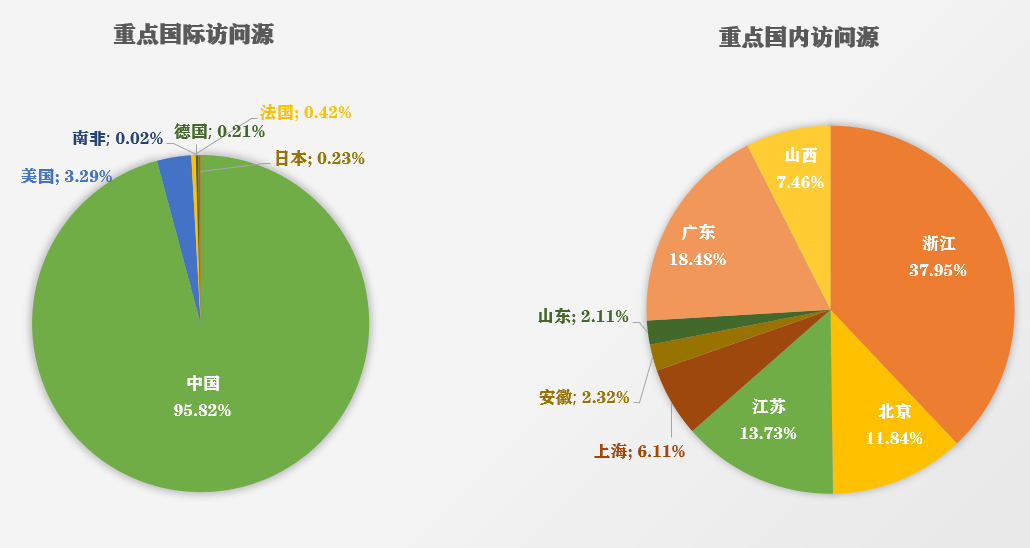 重点国际访问源
法国; 0.42%
南非; 0.02%
德国; 0.21%
日本; 0.23%
美国; 3.29%
中国
95.82%
重点国内访问源
山西
7.46%
广东
18.48%
浙江
37.95%
山东; 2.11%
安徽; 2.32%
江苏
13.73%
北京
11.84%
上海; 6.11%